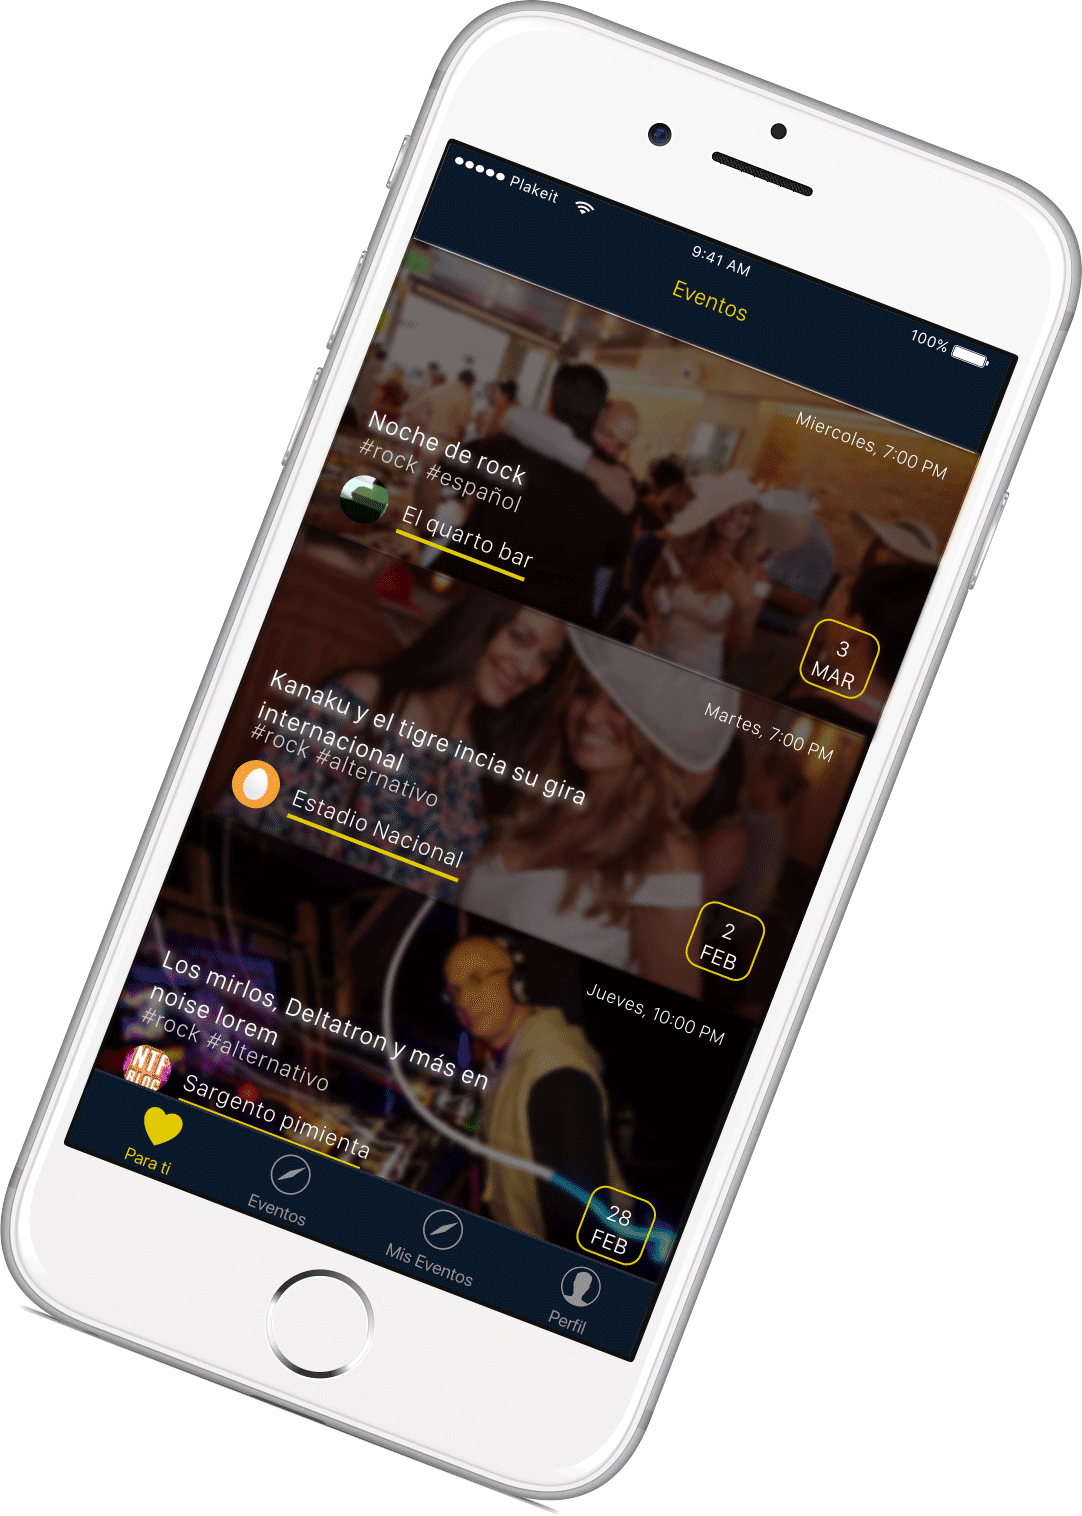 Plakeit
9:41 AM
100%
Eventos
Miercoles, 7:00 PM
Noche de rock
#rock #español
El quarto bar
3
MAR
Martes, 7:00 PM
Kanaku y el tigre incia su gira
internacional
#rock #alternativo
Estadio Nacional
2
FEB
Jueves, 10:00 PM
Los mirlos, Deltatron y más en
noise lorem
#rock #alternativo
NTF
BLOG
Sargento pimienta
28
FEB
Para ti
Eventos
Mis Eventos
Perfil